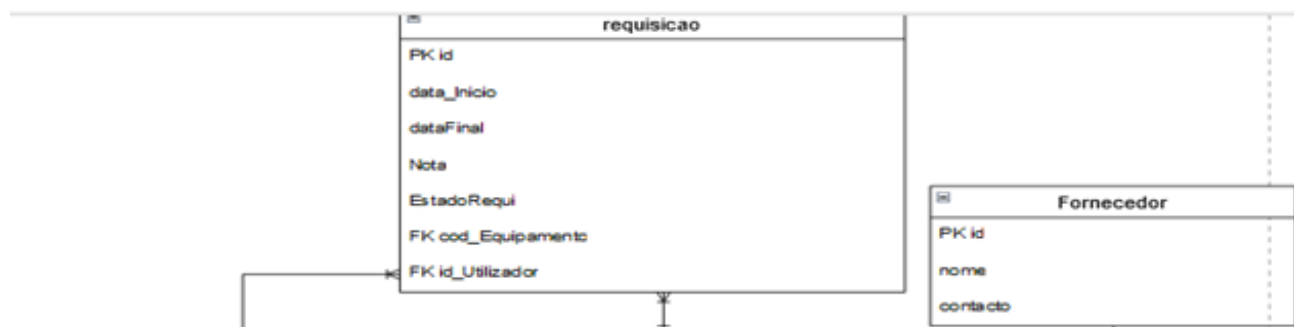 requisicao
PK id
data_Inicio
dataFinal
Nota
EstadoRequi
FK cod_Equipamento
FK id_Utilizador
Fornecedor
PK id
nome
contacto